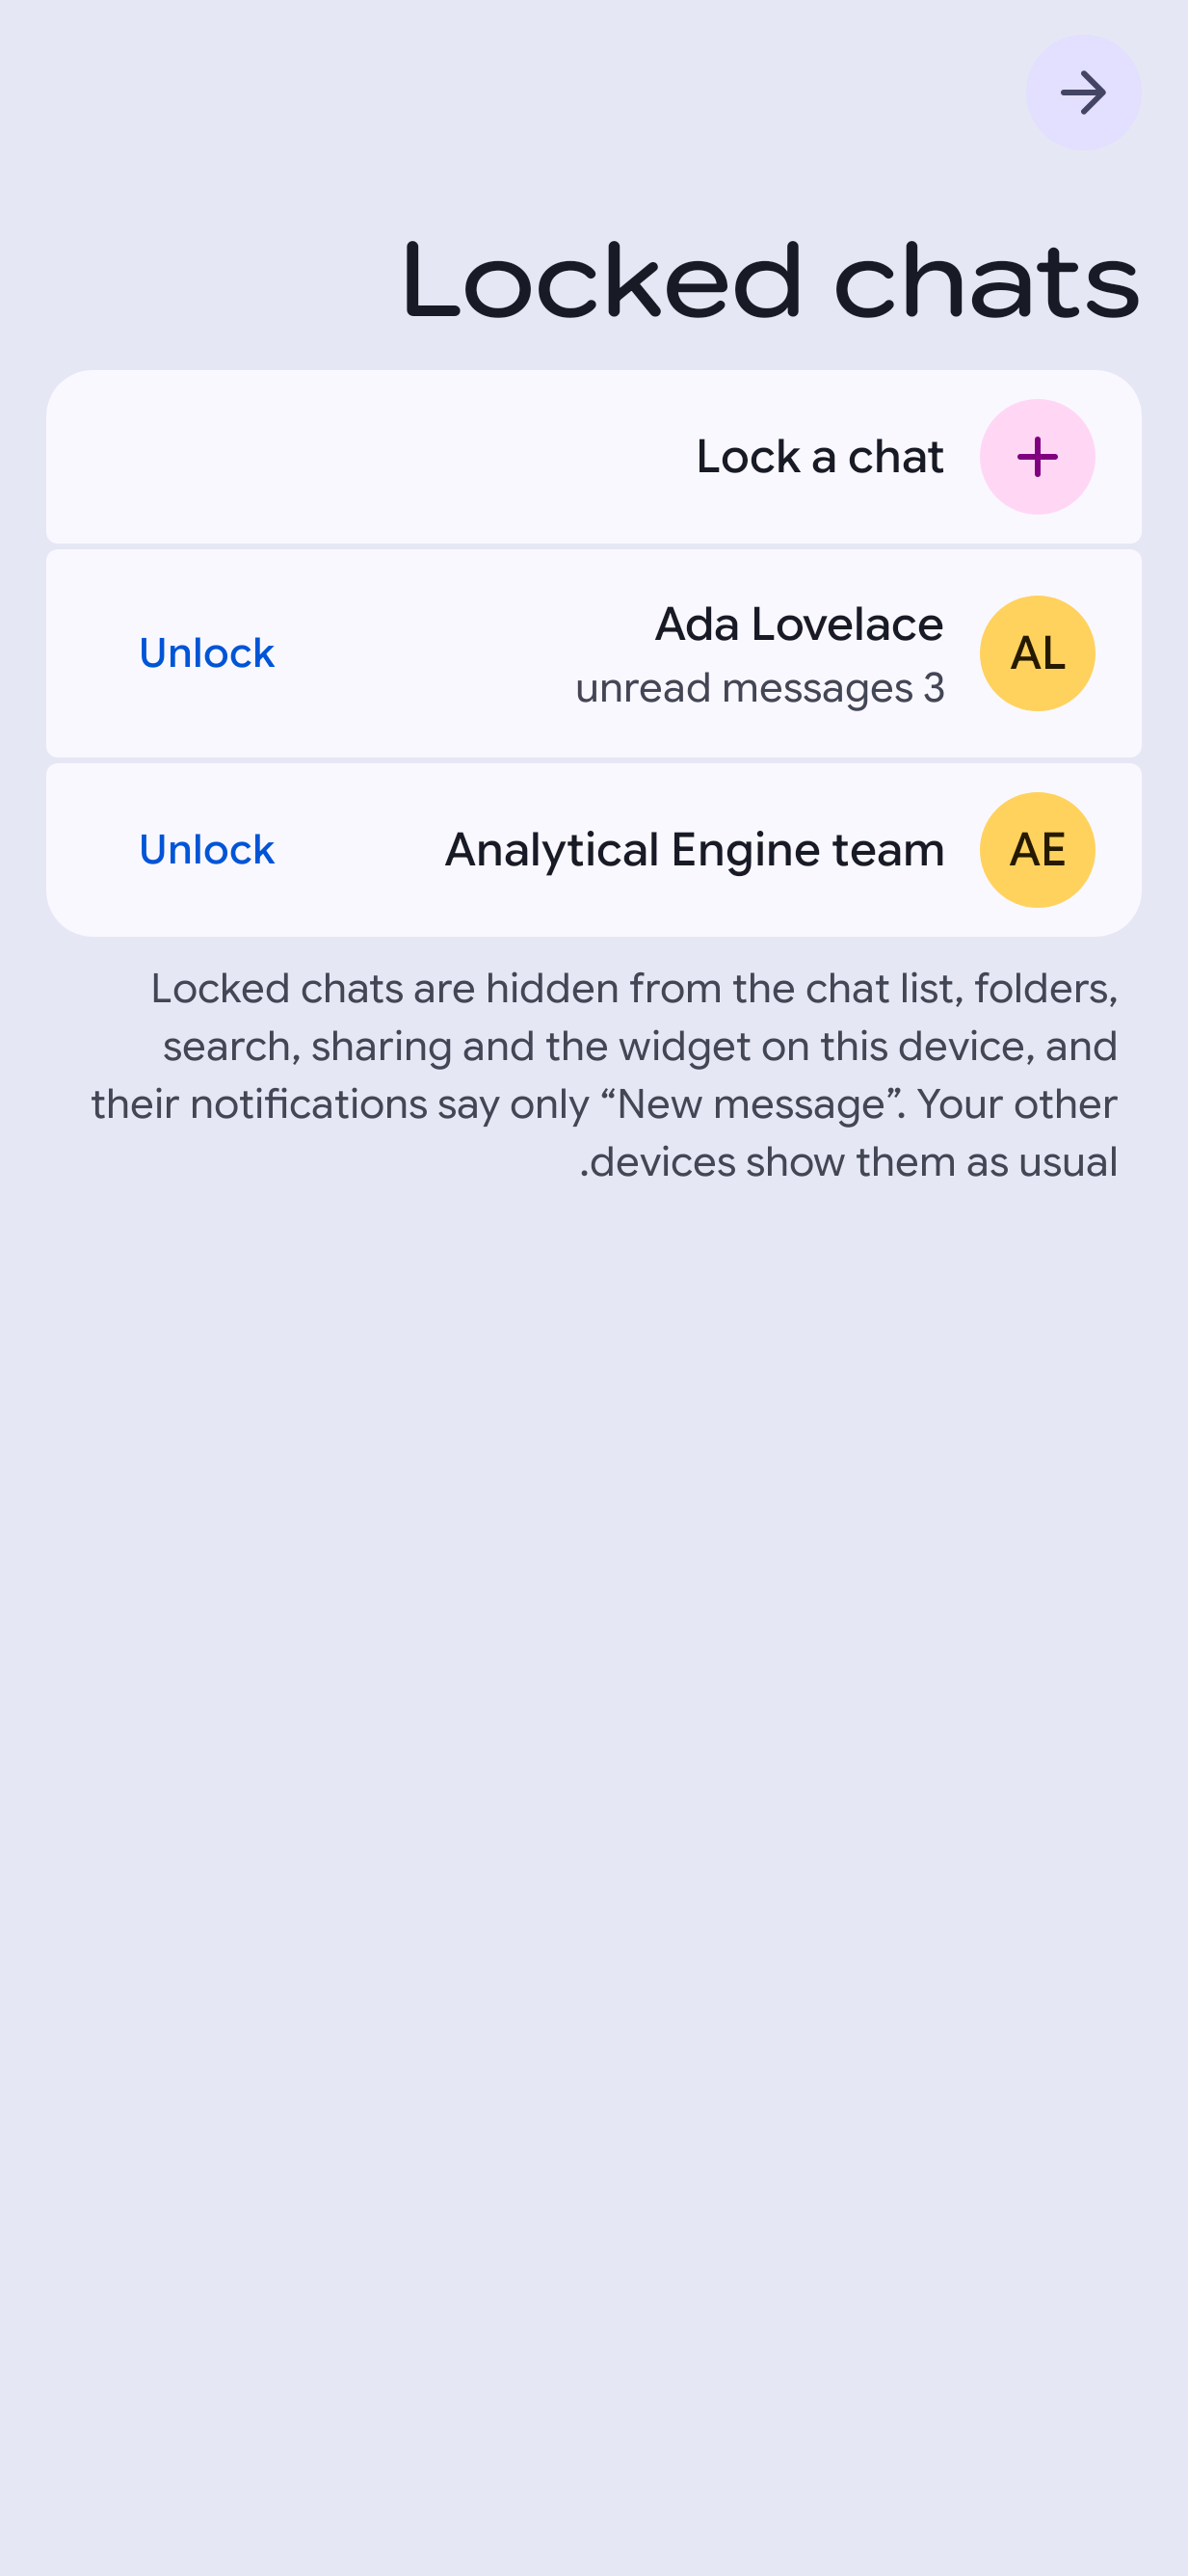 Locked chats
Lock a chat
AL
Ada Lovelace
unread messages 3
Unlock
AE
Analytical Engine team
Unlock
Locked chats are hidden from the chat list, folders,
search, sharing and the widget on this device, and
their notifications say only “New message”. Your other
.devices show them as usual